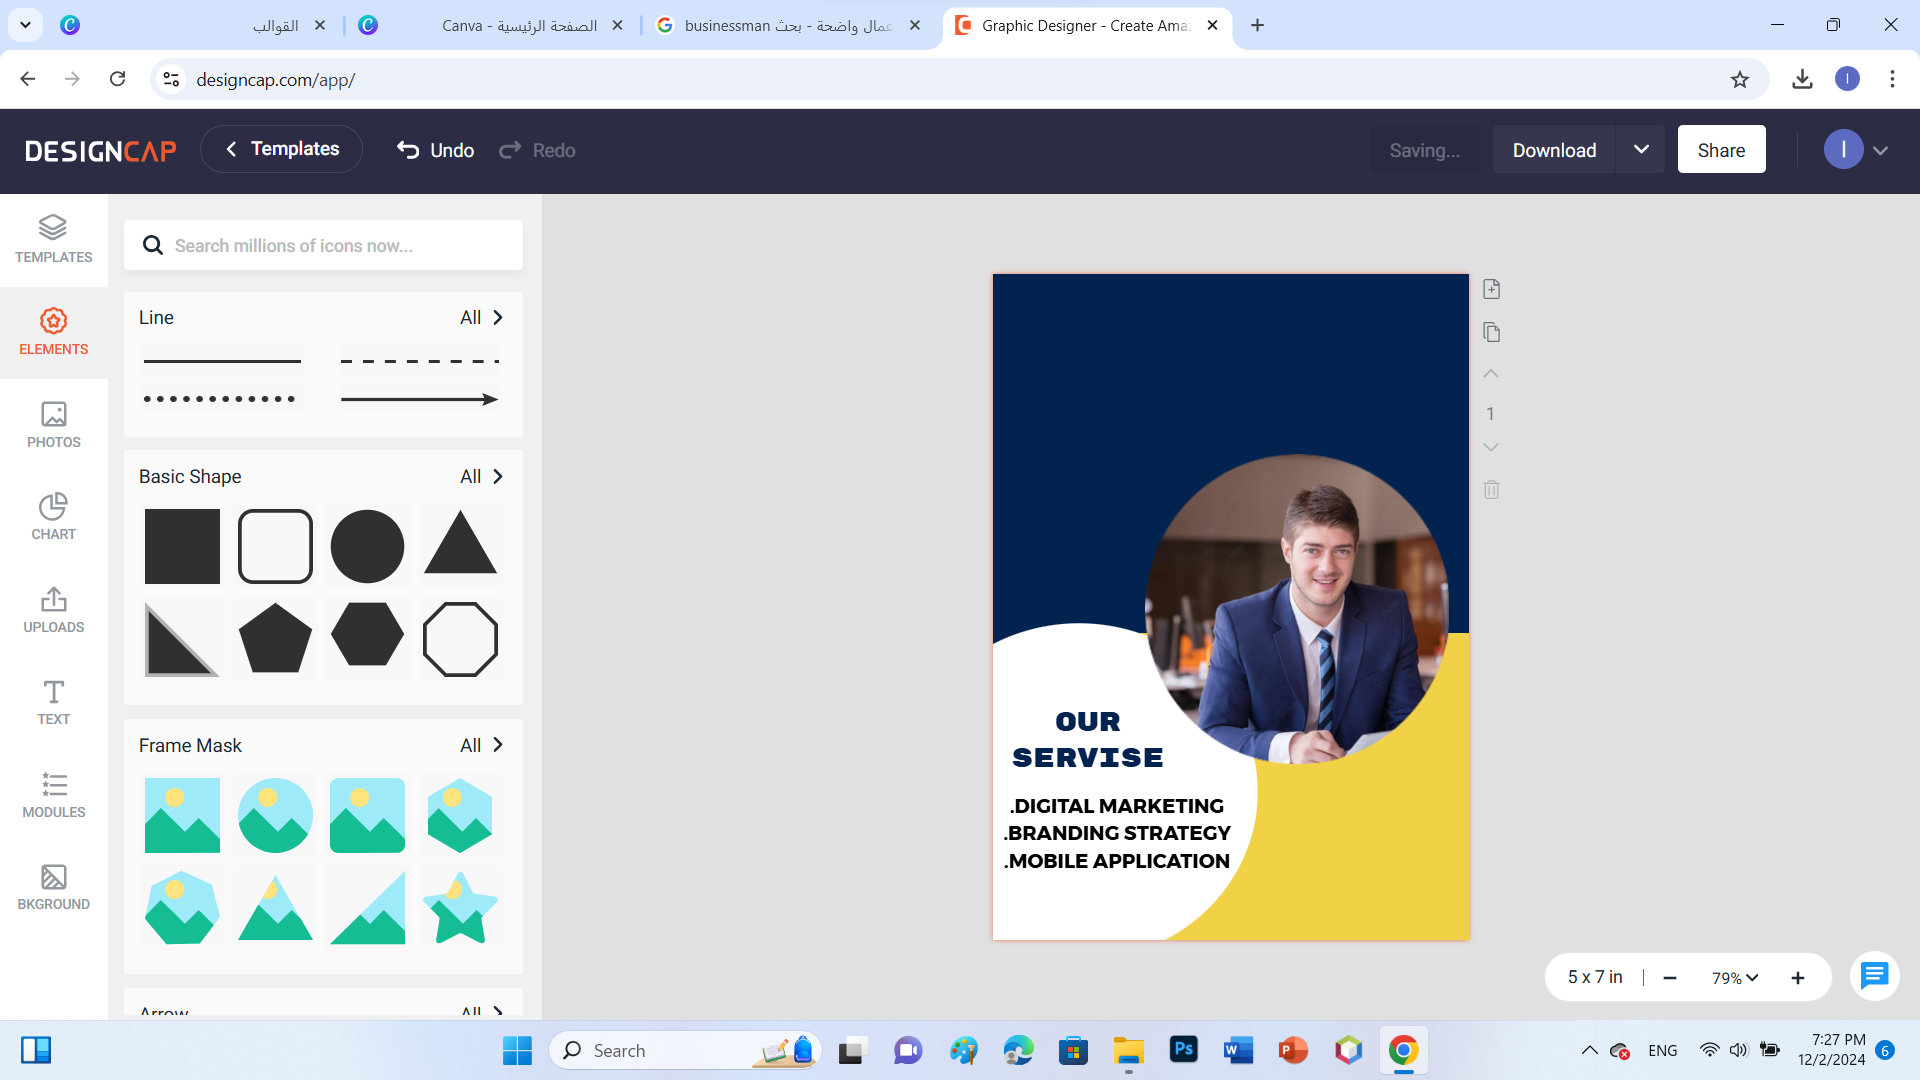 القوالب
Canva - الصفحة الرئيسية
businessman عمال واضحة - بحث
Graphic Designer - Create Ama
designcap.com/app/
I
DESIGNCAP
Templates
Undo
Redo
Saving...
Download
Share
I
TEMPLATES
ELEMENTS
PHOTOS
CHART
UPLOADS
TEXT
MODULES
BKGROUND
Search millions of icons now...
Line
All
Basic Shape
All
Frame Mask
All
Arrow
All
1
OUR
SERVISE
.DIGITAL MARKETING
.BRANDING STRATEGY
.MOBILE APPLICATION
5 x 7 in
79%
Search
Ps
W
P
ENG
7:27 PM
12/2/2024
6